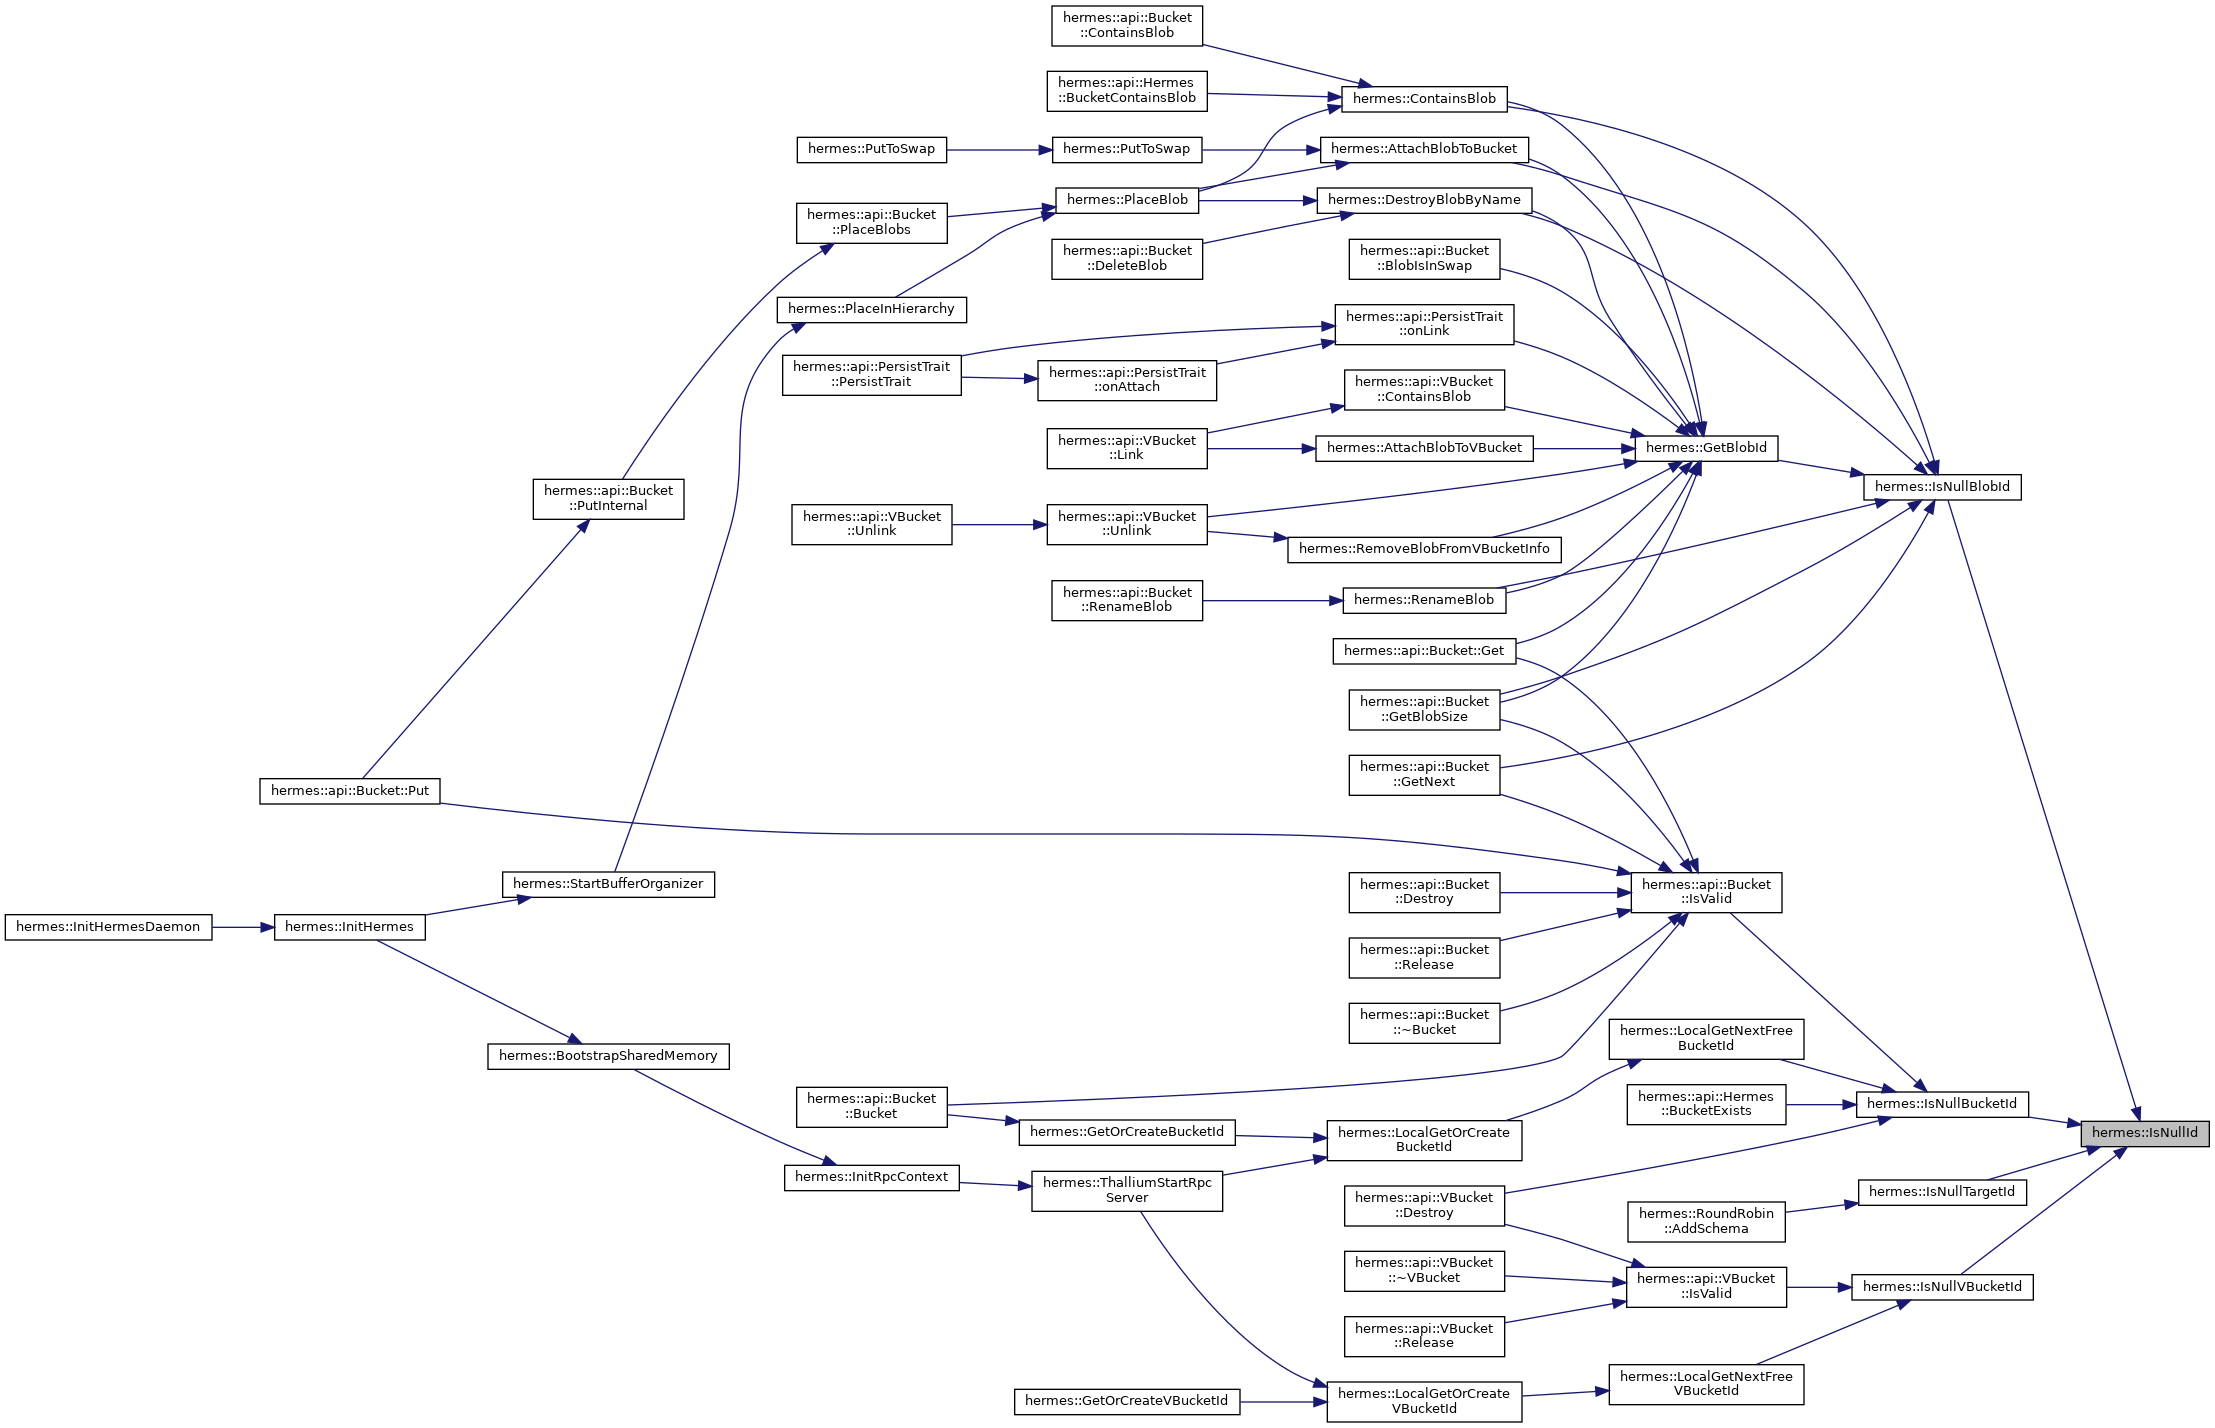 hermes::api::Bucket
::ContainsBlob
hermes::api::Hermes
::BucketContainsBlob
hermes::ContainsBlob
hermes::PutToSwap
hermes::PutToSwap
hermes::AttachBlobToBucket
hermes::PlaceBlob
hermes::DestroyBlobByName
hermes::api::Bucket
::PlaceBlobs
hermes::api::Bucket
::DeleteBlob
hermes::api::Bucket
::BlobIsInSwap
hermes::PlaceInHierarchy
hermes::api::PersistTrait
::onLink
hermes::api::PersistTrait
::PersistTrait
hermes::api::PersistTrait
::onAttach
hermes::api::VBucket
::ContainsBlob
hermes::api::VBucket
::Link
hermes::AttachBlobToVBucket
hermes::GetBlobId
hermes::IsNullBlobId
hermes::api::Bucket
::PutInternal
hermes::api::VBucket
::Unlink
hermes::api::VBucket
::Unlink
hermes::RemoveBlobFromVBucketInfo
hermes::api::Bucket
::RenameBlob
hermes::RenameBlob
hermes::api::Bucket::Get
hermes::api::Bucket
::GetBlobSize
hermes::api::Bucket
::GetNext
hermes::api::Bucket::Put
hermes::StartBufferOrganizer
hermes::api::Bucket
::Destroy
hermes::api::Bucket
::IsValid
hermes::InitHermesDaemon
hermes::InitHermes
hermes::api::Bucket
::Release
hermes::api::Bucket
::~Bucket
hermes::LocalGetNextFree
BucketId
hermes::BootstrapSharedMemory
hermes::api::Bucket
::Bucket
hermes::api::Hermes
::BucketExists
hermes::IsNullBucketId
hermes::GetOrCreateBucketId
hermes::LocalGetOrCreate
BucketId
hermes::IsNullId
hermes::InitRpcContext
hermes::ThalliumStartRpc
Server
hermes::api::VBucket
::Destroy
hermes::IsNullTargetId
hermes::RoundRobin
::AddSchema
hermes::api::VBucket
::~VBucket
hermes::api::VBucket
::IsValid
hermes::IsNullVBucketId
hermes::api::VBucket
::Release
hermes::LocalGetNextFree
VBucketId
hermes::GetOrCreateVBucketId
hermes::LocalGetOrCreate
VBucketId